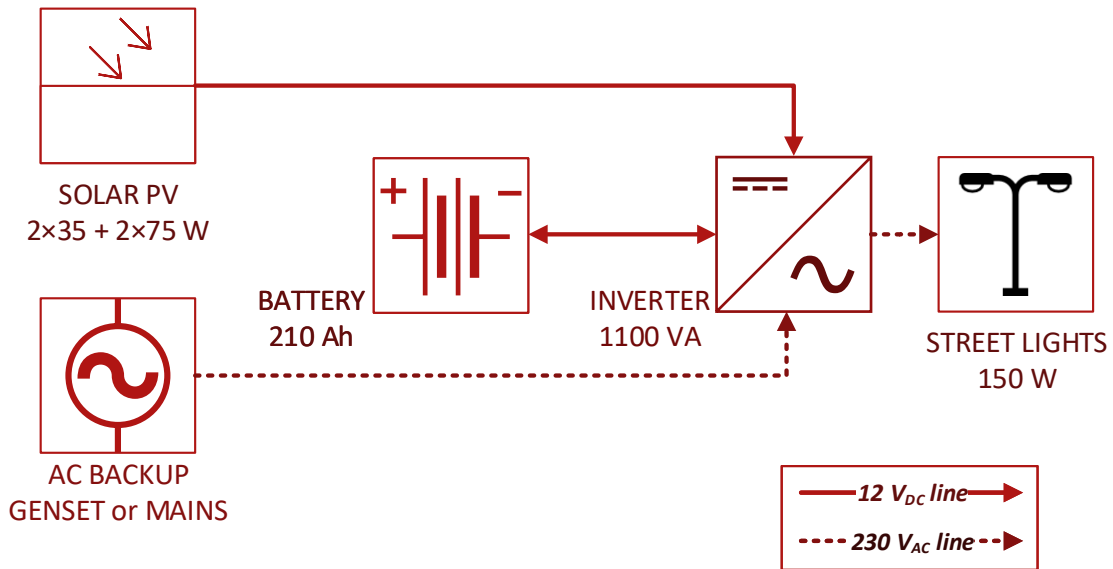 SOLAR PV
2×35 + 2×75 W
BATTERY
210 Ah
INVERTER
1100 VA
STREET LIGHTS
150 W
AC BACKUP
GENSET or MAINS
12 VDC line
230 VAC line